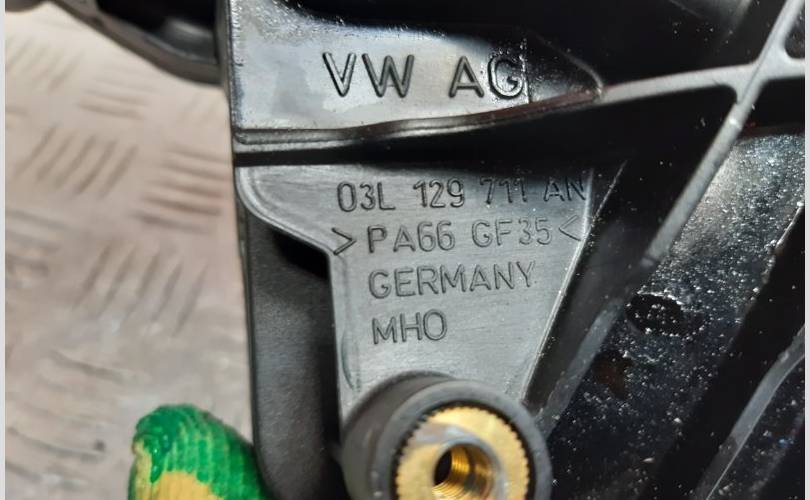 VW AG
03L 129 711 AN
>PA66 GF35<
GERMANY
MHO